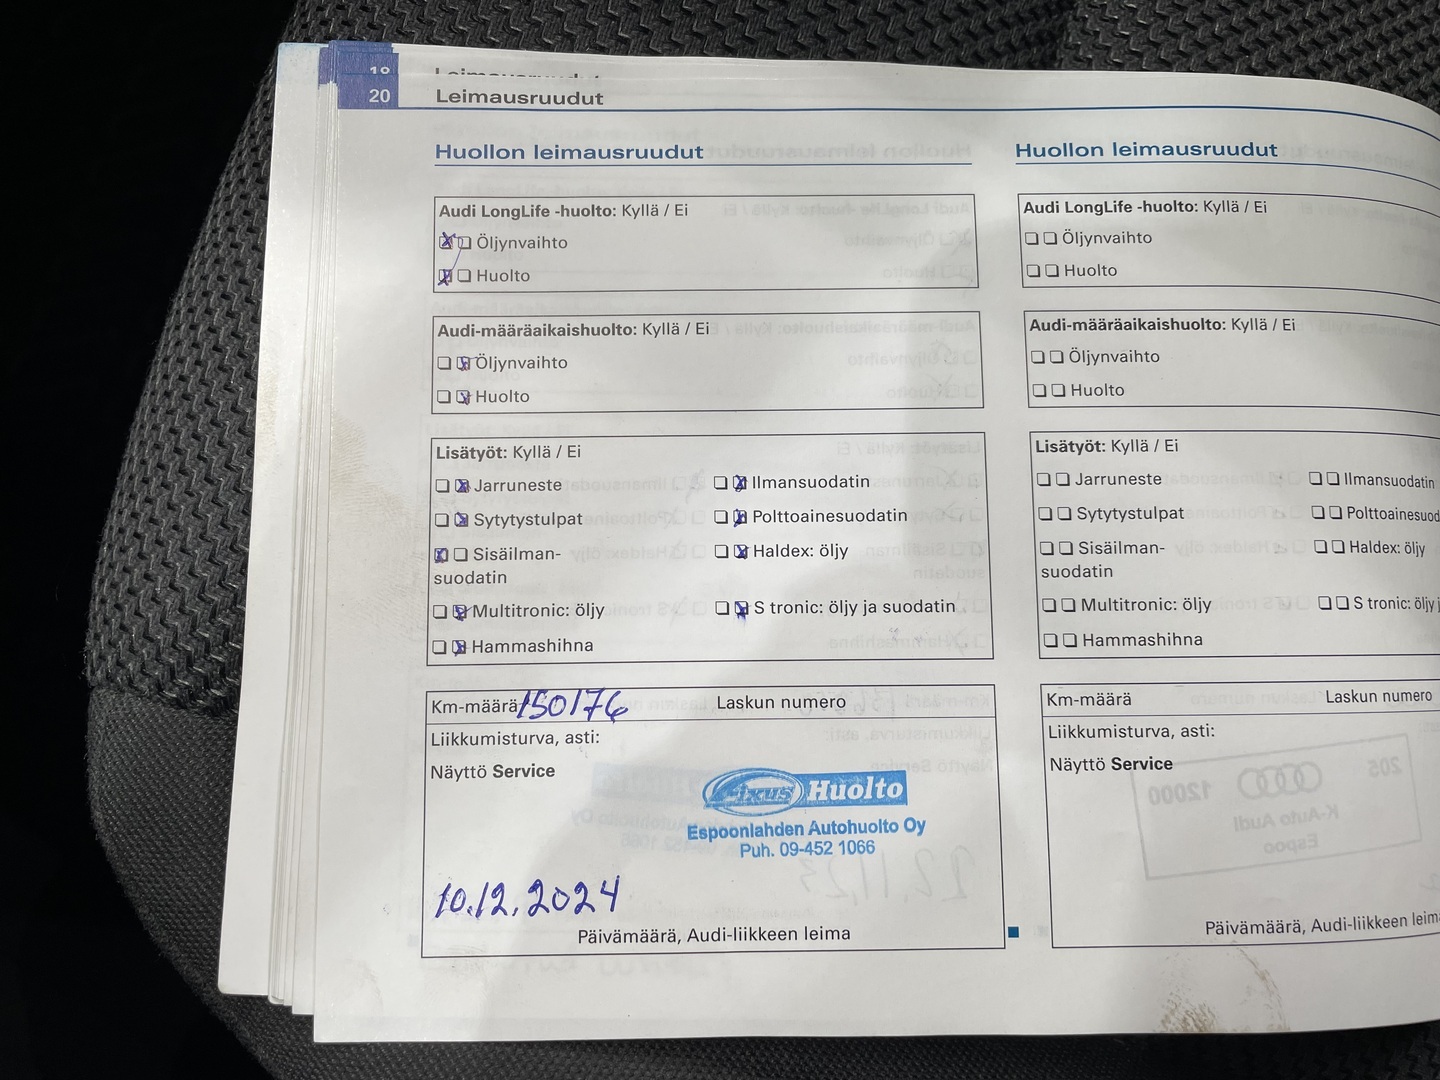 20 Leimausruudut
Huollon leimausruudut
Audi LongLife -huolto: Kyllä / Ei
Öljynvaihto
Huolto
Audi-määräaikaishuolto: Kyllä / Ei
Öljynvaihto
Huolto
Lisätyöt: Kyllä / Ei
Jarruneste Ilmansuodatin
Sytytystulpat Polttoainesuodatin
Sisäilman- Haldex: öljy
suodatin
Multitronic: öljy S tronic: öljy ja suodatin
Hammashihna
Km-määrä 150176 Laskun numero
Liikkumisturva, asti:
Näyttö Service
Fixus Huolto
Espoonlahden Autohuolto Oy
Puh. 09-452 1066
10.12.2024
Päivämäärä, Audi-liikkeen leima
Huollon leimausruudut
Audi LongLife -huolto: Kyllä / Ei
Öljynvaihto
Huolto
Audi-määräaikaishuolto: Kyllä / Ei
Öljynvaihto
Huolto
Lisätyöt: Kyllä / Ei
Jarruneste Ilmansuodatin
Sytytystulpat Polttoainesuod
Sisäilman- Haldex: öljy
suodatin
Multitronic: öljy S tronic: öljy j
Hammashihna
Km-määrä Laskun numero
Liikkumisturva, asti:
Näyttö Service
Päivämäärä, Audi-liikkeen leim